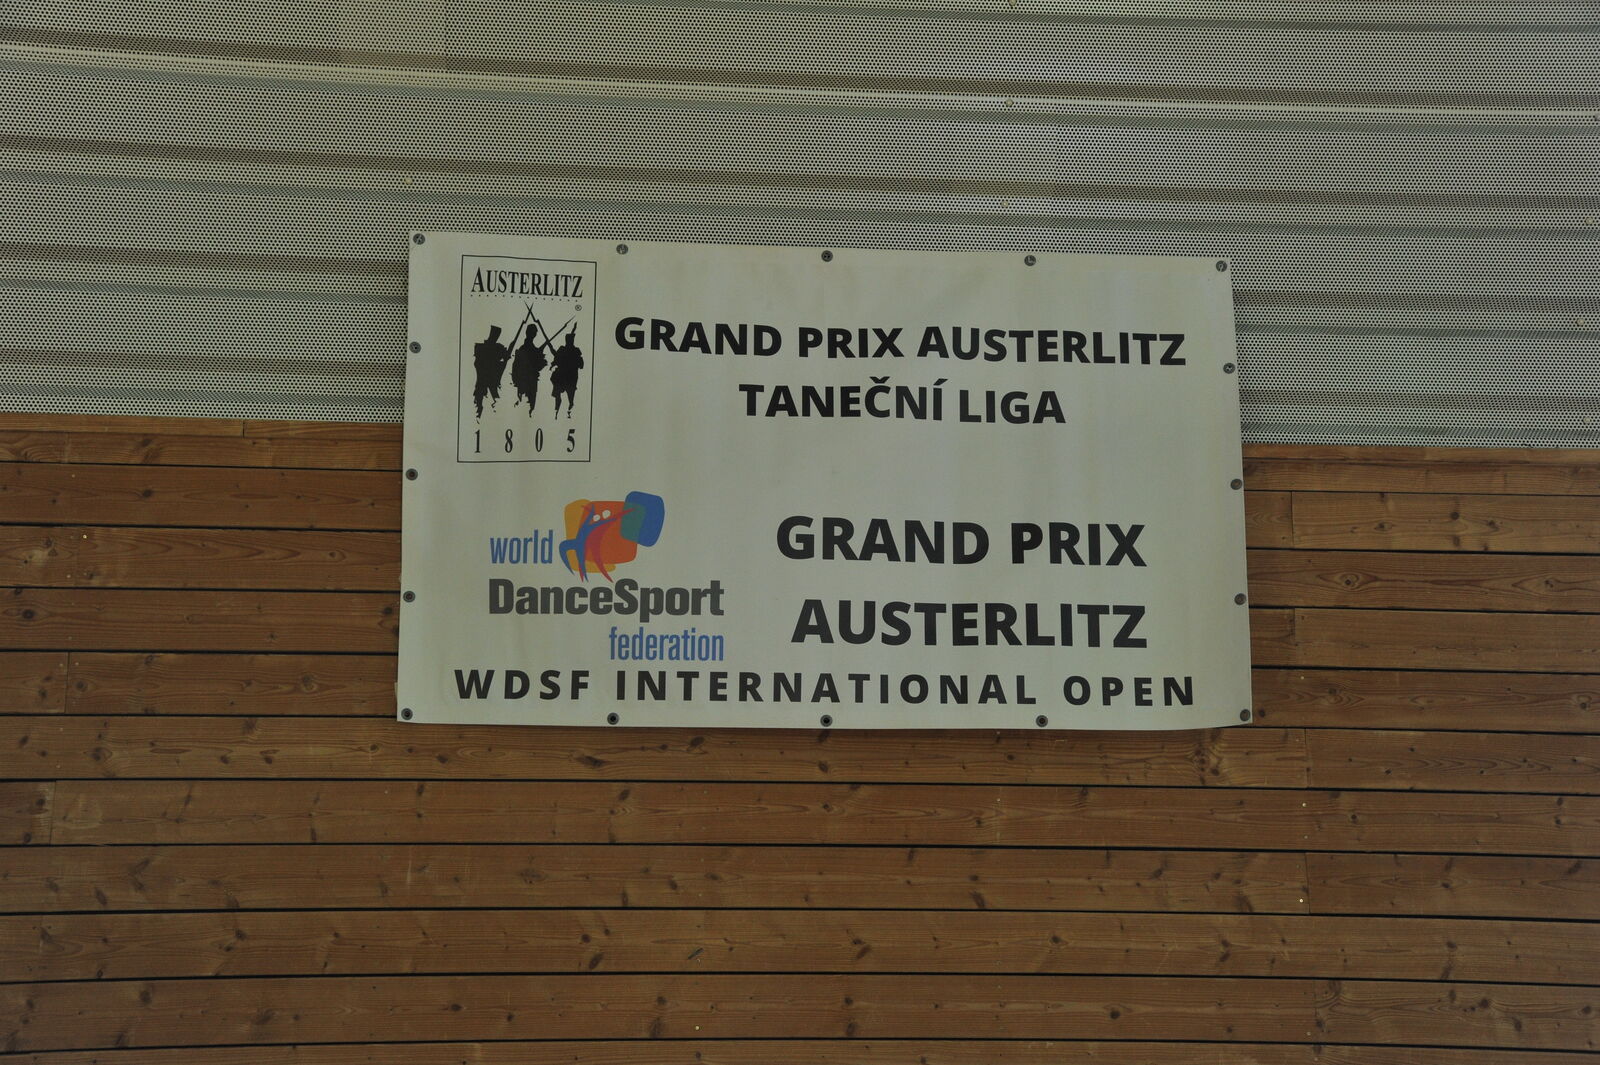 AUSTERLITZ
®
1805
GRAND PRIX AUSTERLITZ
TANEČNÍ LIGA
world
DanceSport
federation
GRAND PRIX
AUSTERLITZ
WDSF INTERNATIONAL OPEN